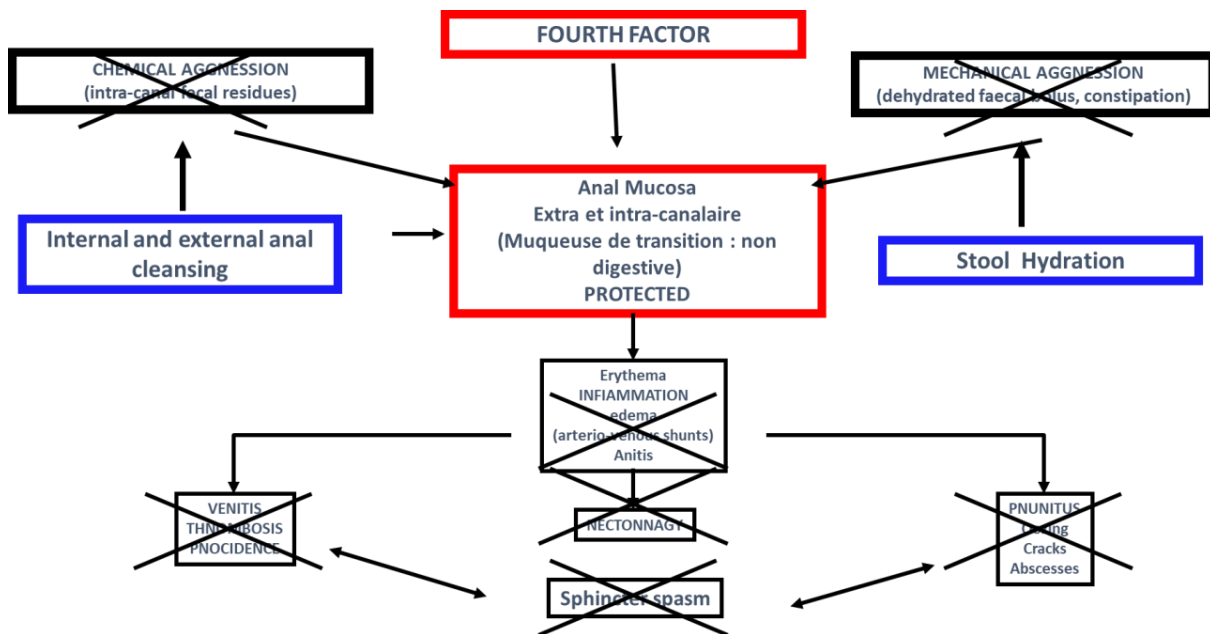 FOURTH FACTOR
CHEMICAL AGGNESSION
(intra-canal fecal residues)
MECHANICAL AGGNESSION
(dehydrated faecal bolus, constipation)
Anal Mucosa
Extra et intra-canalaire
(Muqueuse de transition : non
digestive)
PROTECTED
Internal and external anal
cleansing
Stool Hydration
Erythema
INFIAMMATION
edema
(arterio-venous shunts)
Anitis
VENITIS
THNROMBOSIS
PNOCIDENCE
NECTONNAGY
PNUNITUS
Cracks
Abscesses
Sphincter spasm